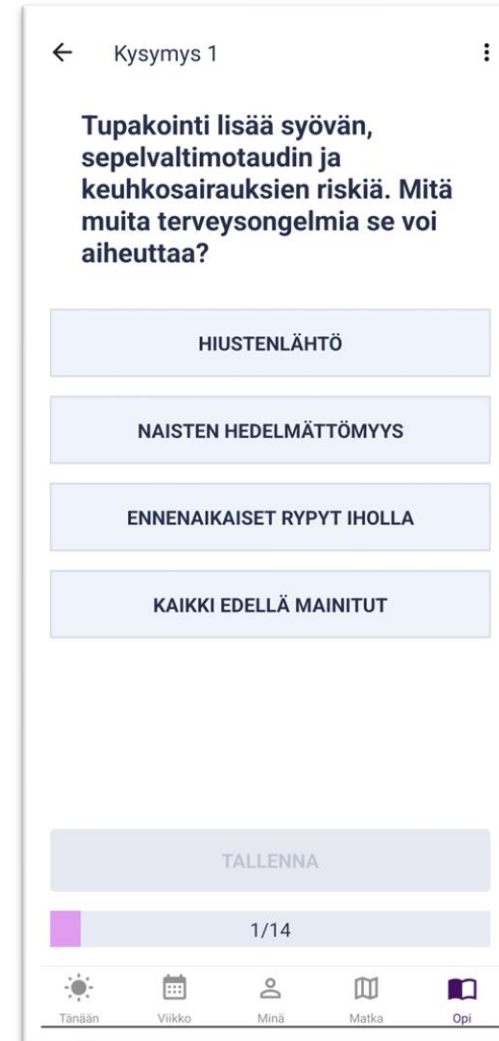 Kysymys 1
Tupakointi lisää syövän,
sepelvaltimotaudin ja
keuhkosairauksien riskiä. Mitä
muita terveysongelmia se voi
aiheuttaa?
HIUSTENLÄHTÖ
NAISTEN HEDELMÄTTÖMYYS
ENNENAIKAISET RYPYT IHOLLA
KAIKKI EDELLÄ MAINITUT
TALLENNA
1/14
Tänään Viikko Minä Matka Opi